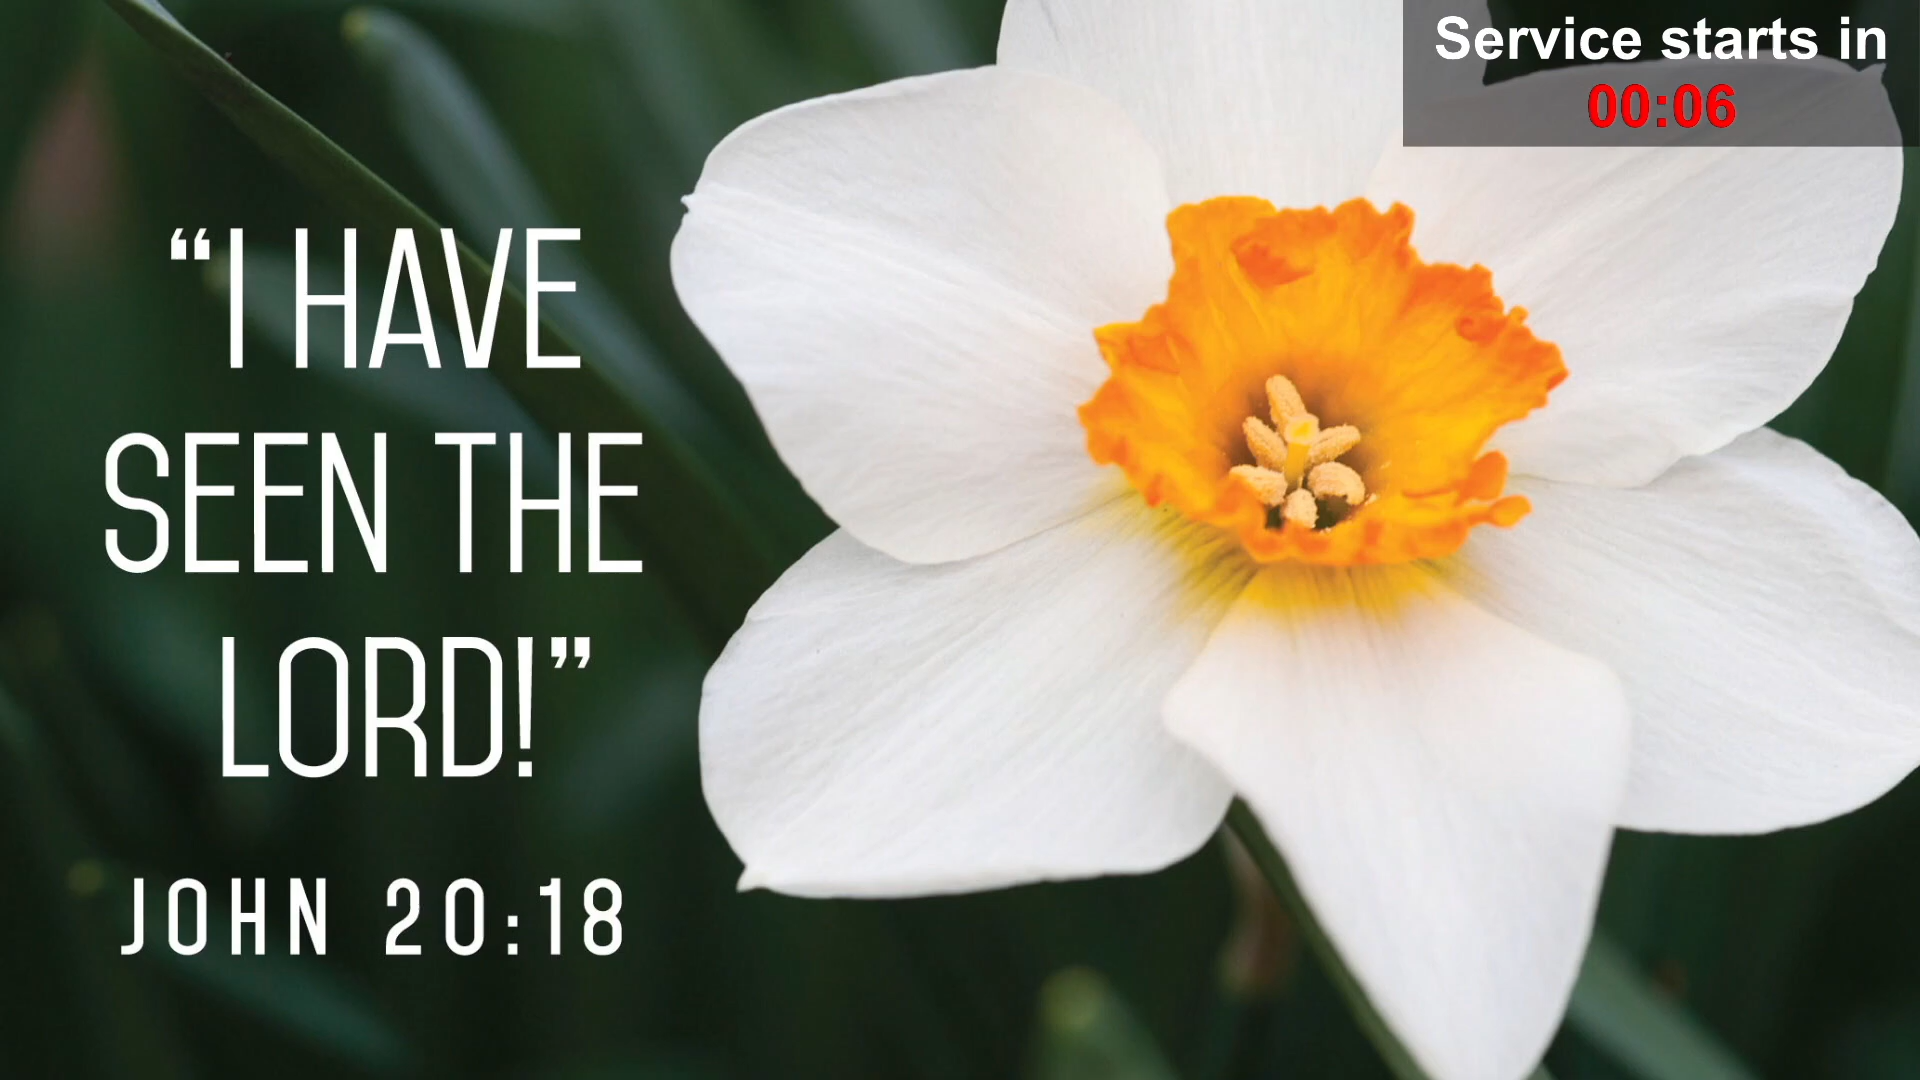 Service starts in
00:06
“I HAVE
SEEN THE
LORD!”
JOHN 20:18